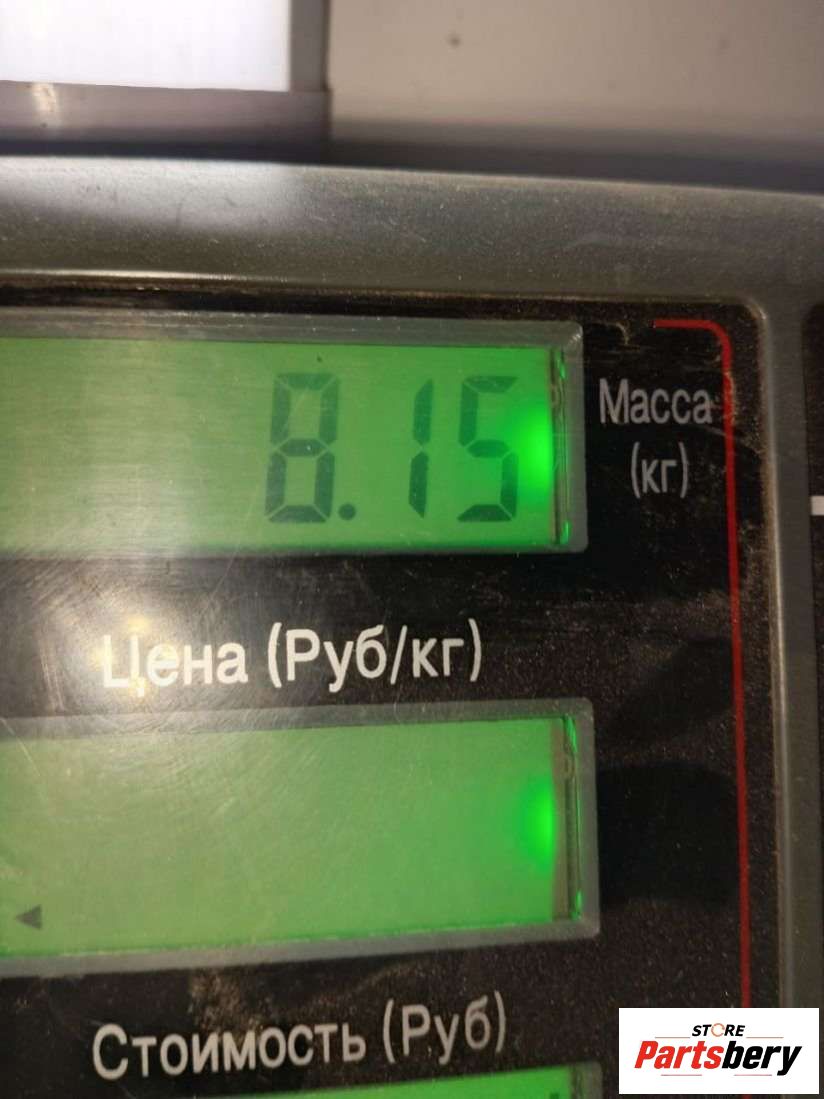 8.15
Масса
(кг)
Цена (Руб/кг)
Стоимость (Руб)
STORE
Partsbery